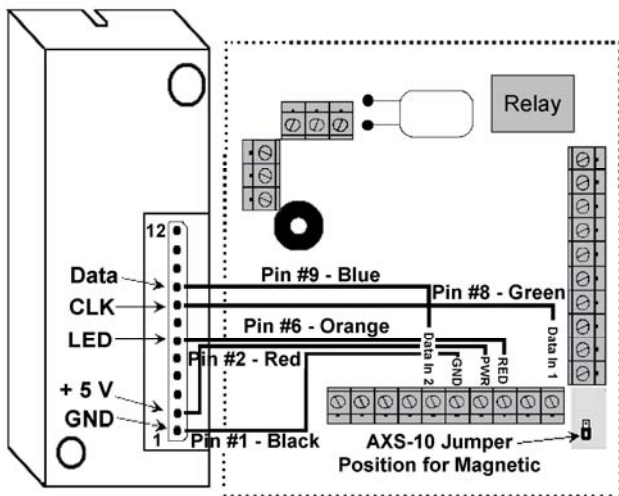 Relay
12
Data
Pin #9 - Blue
CLK
Pin #8 - Green
LED
Pin #6 - Orange
Pin #2 - Red
Data In 2
GND
PWR
RED
Data In 1
+ 5 V
GND
1
Pin #1 - Black
AXS-10 Jumper
Position for Magnetic